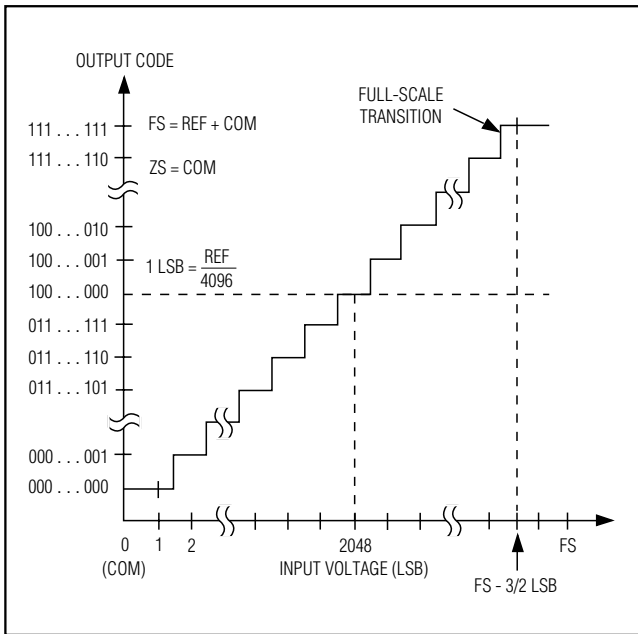 OUTPUT CODE
FULL-SCALE
TRANSITION
111 . . . 111
FS = REF + COM
111 . . . 110
ZS = COM
100 . . . 010
100 . . . 001
1 LSB = REF
4096
100 . . . 000
011 . . . 111
011 . . . 110
011 . . . 101
000 . . . 001
000 . . . 000
0 1 2 2048 FS
(COM)
INPUT VOLTAGE (LSB)
FS - 3/2 LSB